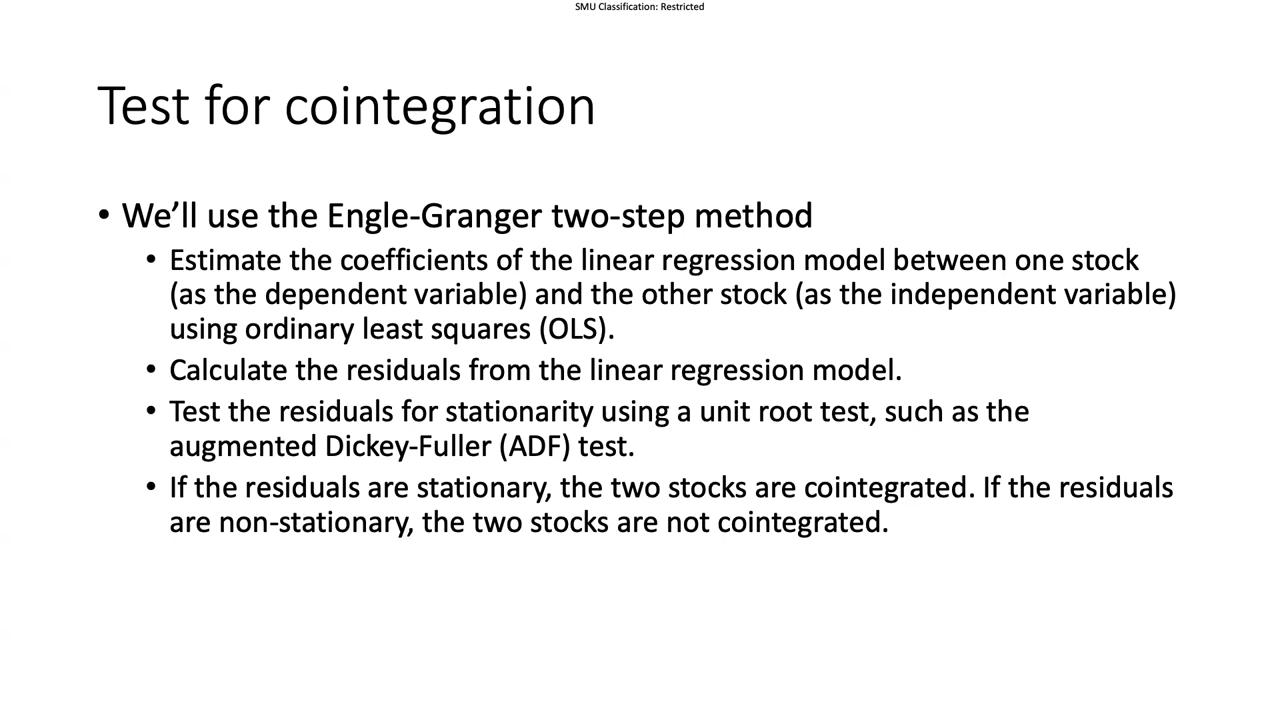 SMU Classification: Restricted
Test for cointegration
• We’ll use the Engle-Granger two-step method
• Estimate the coefficients of the linear regression model between one stock
(as the dependent variable) and the other stock (as the independent variable)
using ordinary least squares (OLS).
• Calculate the residuals from the linear regression model.
• Test the residuals for stationarity using a unit root test, such as the
augmented Dickey-Fuller (ADF) test.
• If the residuals are stationary, the two stocks are cointegrated. If the residuals
are non-stationary, the two stocks are not cointegrated.